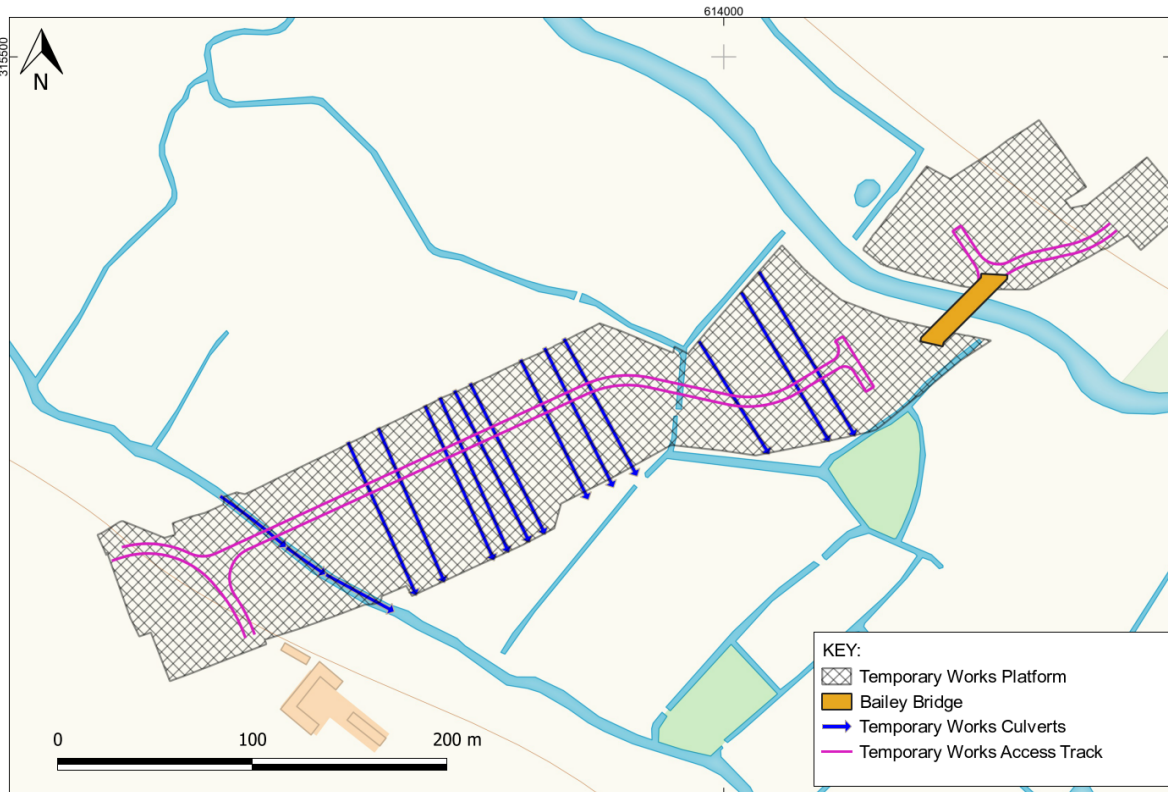 614000
315500
N
KEY:
Temporary Works Platform
Bailey Bridge
Temporary Works Culverts
Temporary Works Access Track
0 100 200 m